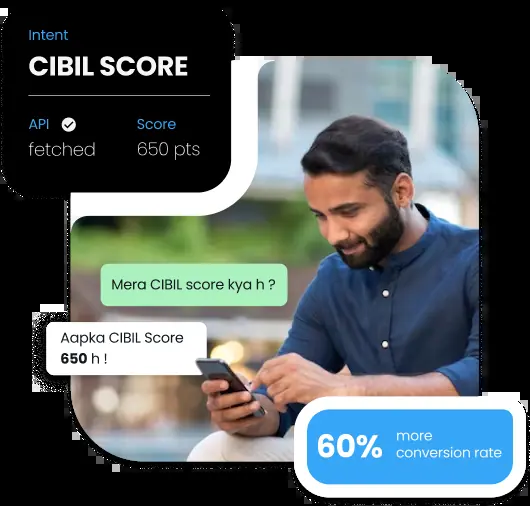 Intent
CIBIL SCORE
API
Score
fetched
650 pts
Mera CIBIL score kya h ?
Aapka CIBIL Score
650 h !
60%
more
conversion rate